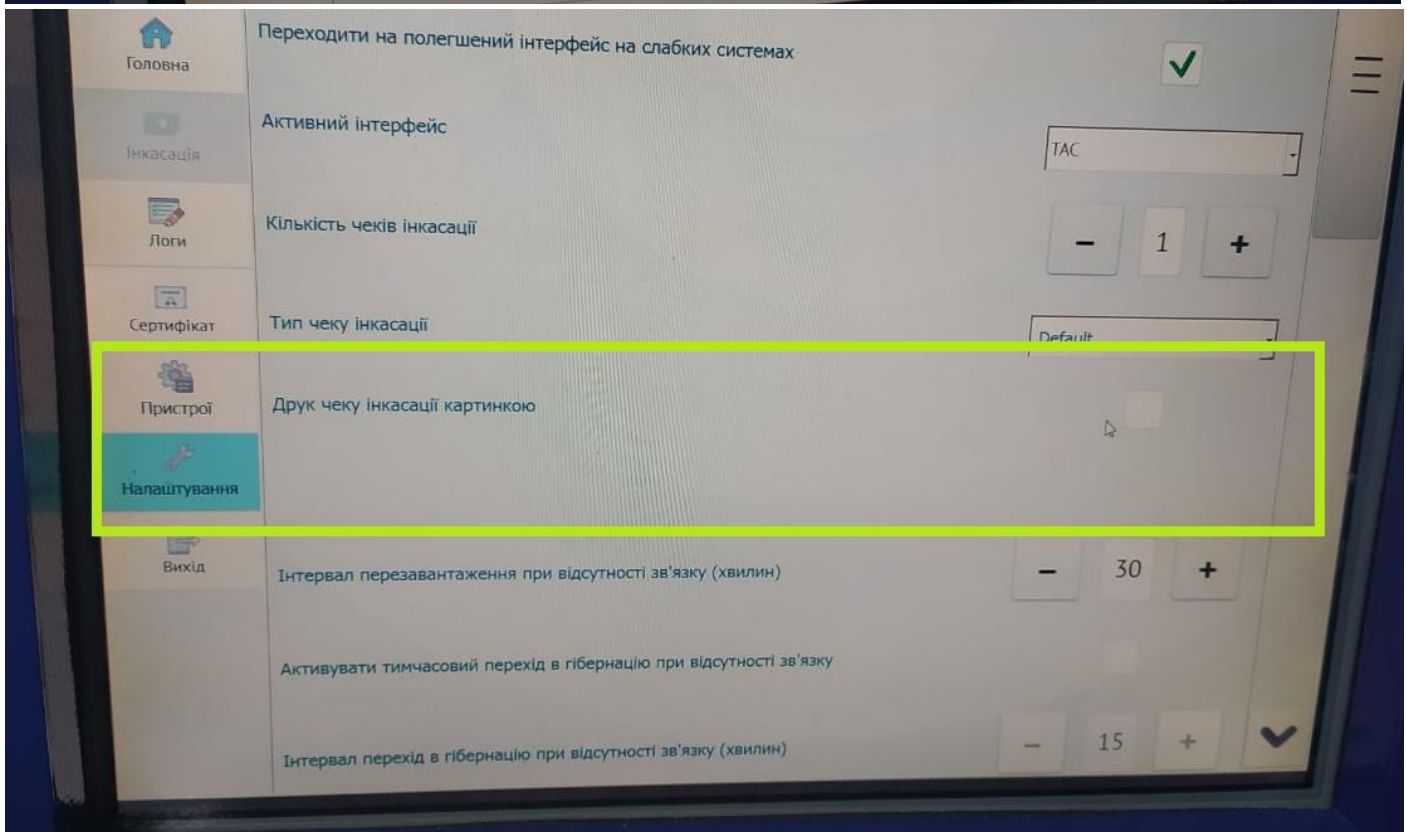 Головна
Інкасація
Логи
Сертифікат
Пристрої
Налаштування
Вихід
Переходити на полегшений інтерфейс на слабких системах
Активний інтерфейс
ТАС
Кількість чеків інкасації
− 1 +
Тип чеку інкасації
Default
Друк чеку інкасації картинкою
Інтервал перезавантаження при відсутності зв'язку (хвилин)
− 30 +
Активувати тимчасовий перехід в гібернацію при відсутності зв'язку
Інтервал перехід в гібернацію при відсутності зв'язку (хвилин)
− 15 +